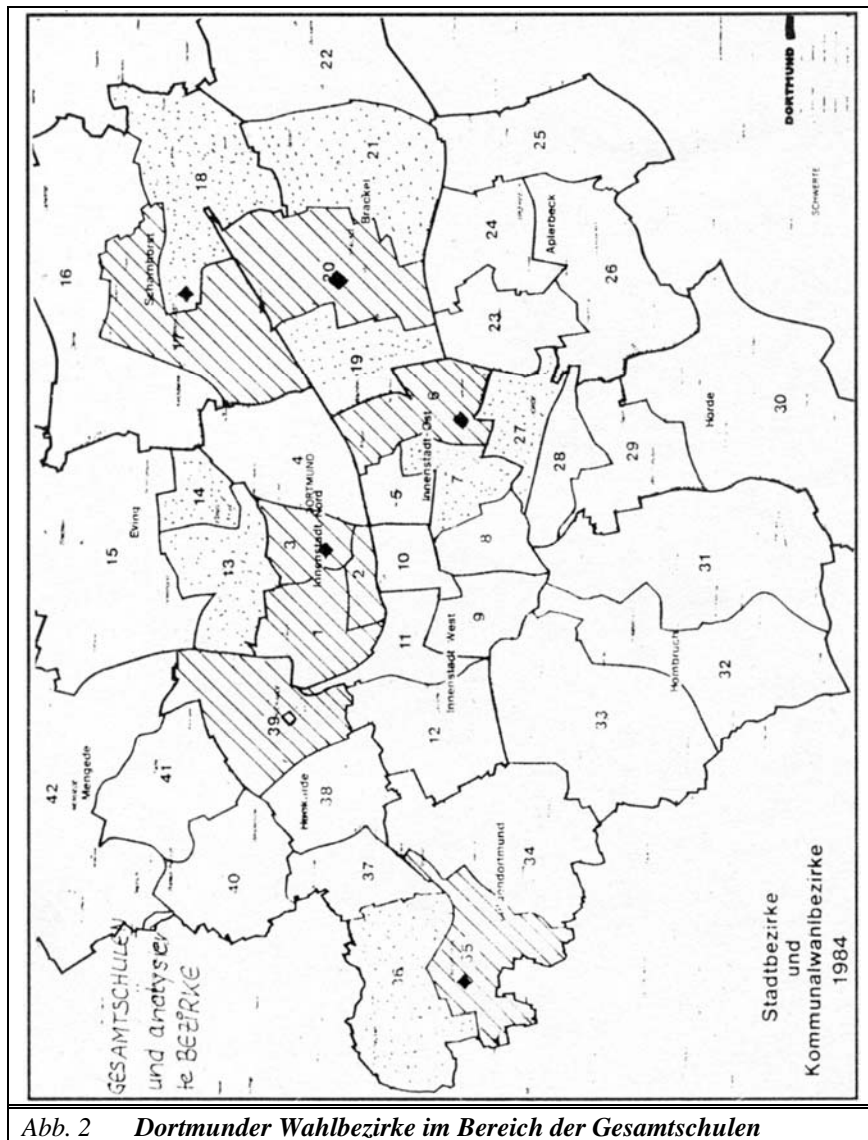 GESAMTSCHULEN
und analysier
te BEZIRKE
42
Mengede
41
40
39
38
37
36
35
34
Eving
15
14
13
16
Scharnhorst
17
18
22
21
Brackel
20
19
DORTMUND
Innenstadt-Nord
4
3
2
1
Innenstadt-Ost
5
6
7
8
10
Innenstadt West
11
9
12
25
24
Aplerbeck
23
26
27
28
29
Hörde
30
31
Hombruch
32
33
SCHWERTE
DORTMUND
Stadtbezirke
und
Kommunalwahlbezirke
1984
Abb. 2 Dortmunder Wahlbezirke im Bereich der Gesamtschulen